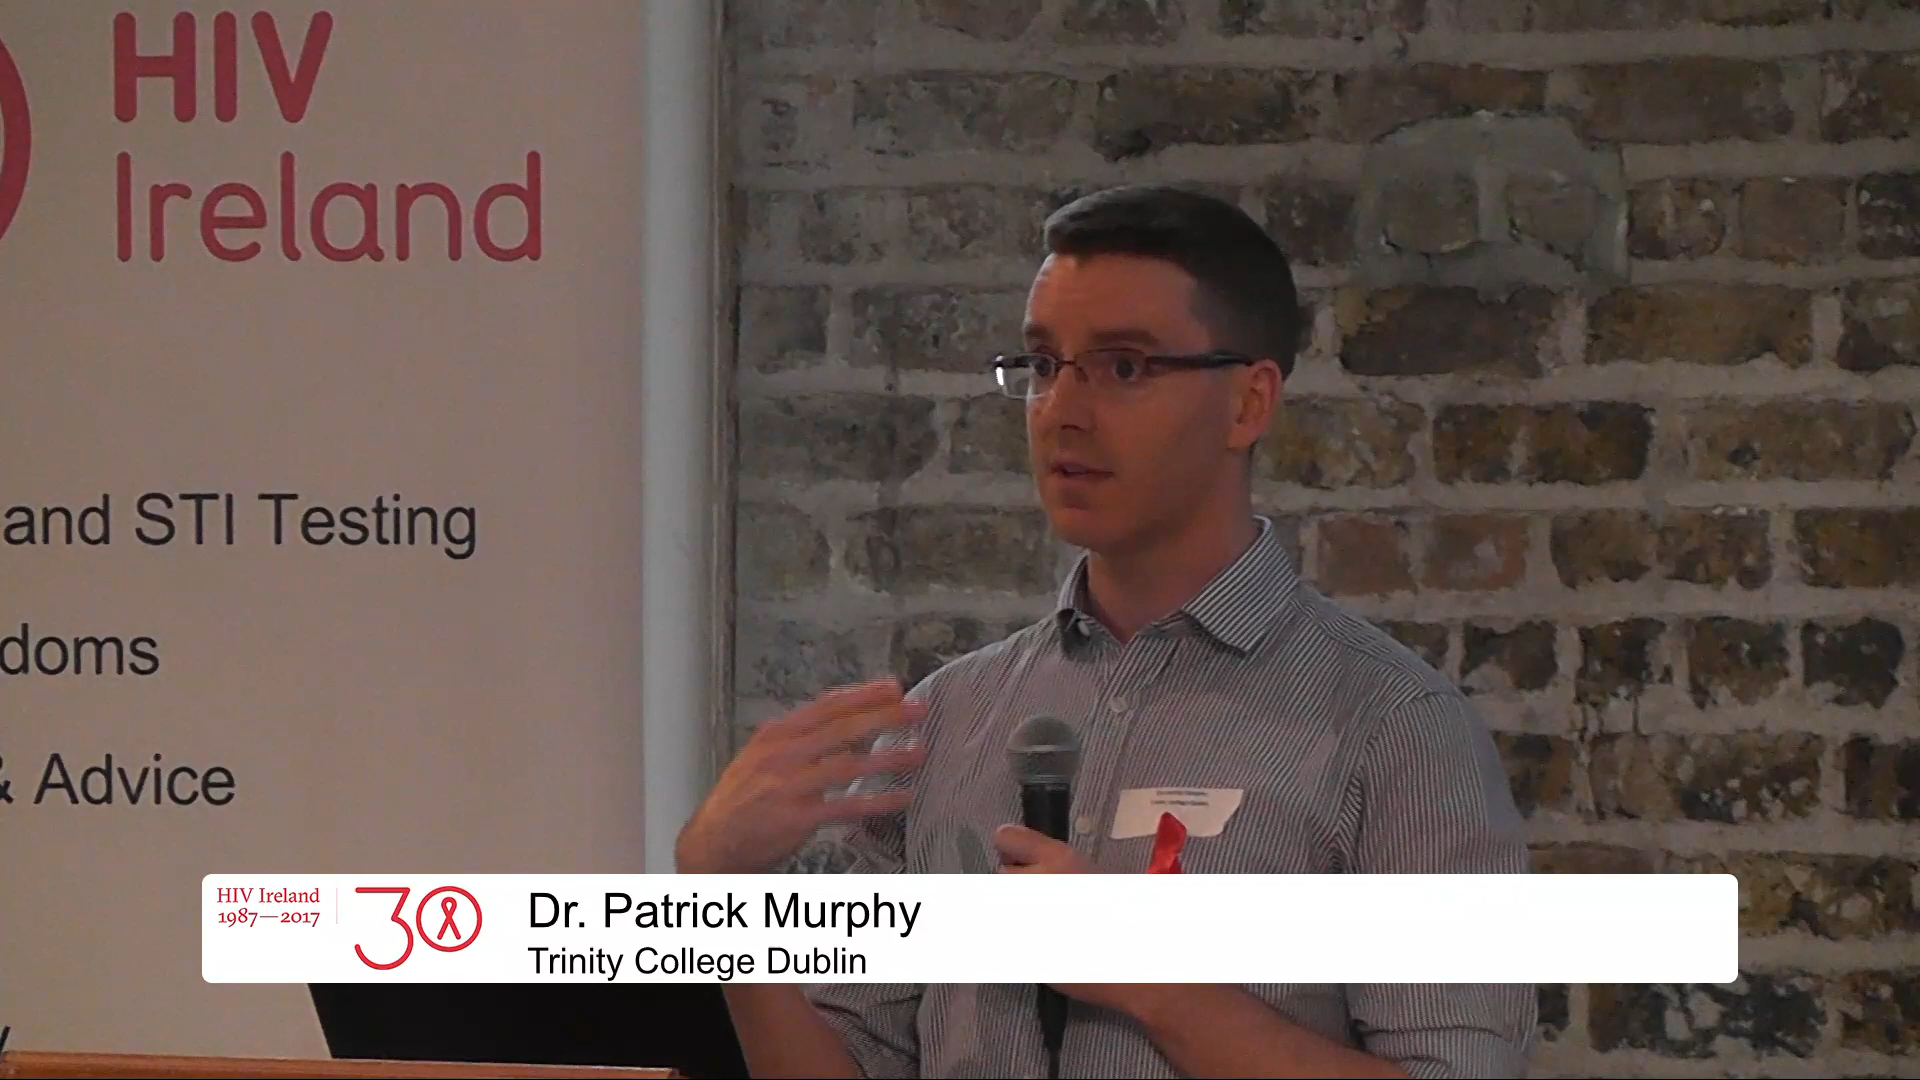 HIV
Ireland
and STI Testing
doms
& Advice
HIV Ireland
1987—2017
30
Dr. Patrick Murphy
Trinity College Dublin